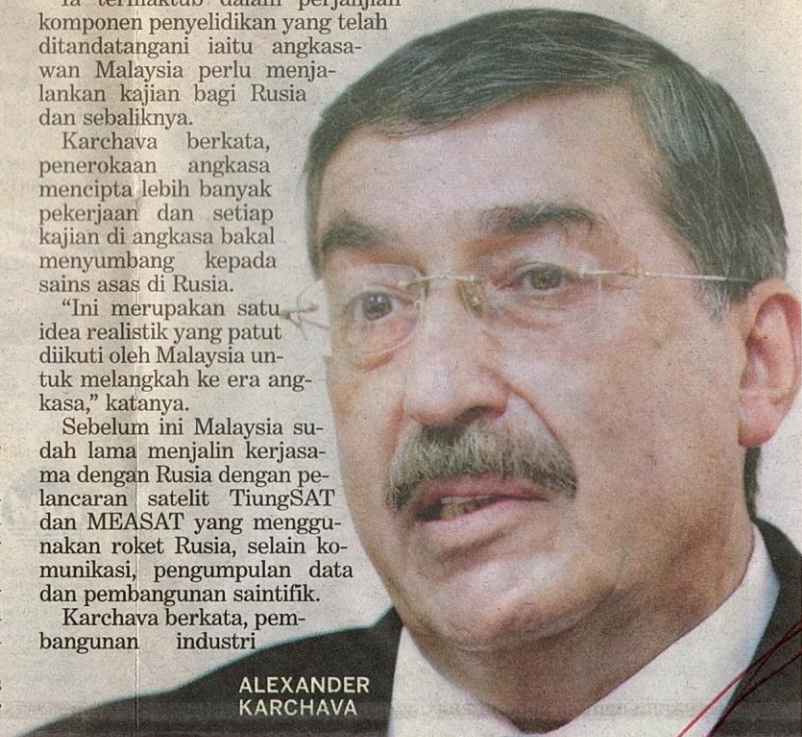 Ia termaktub dalam perjanjian
komponen penyelidikan yang telah
ditandatangani iaitu angkasa-
wan Malaysia perlu menja-
lankan kajian bagi Rusia
dan sebaliknya.
Karchava berkata,
penerokaan angkasa
mencipta lebih banyak
pekerjaan dan setiap
kajian di angkasa bakal
menyumbang kepada
sains asas di Rusia.
“Ini merupakan satu
idea realistik yang patut
diikuti oleh Malaysia un-
tuk melangkah ke era ang-
kasa,” katanya.
Sebelum ini Malaysia su-
dah lama menjalin kerjasa-
ma dengan Rusia dengan pe-
lancaran satelit TiungSAT
dan MEASAT yang menggu-
nakan roket Rusia, selain ko-
munikasi, pengumpulan data
dan pembangunan saintifik.
Karchava berkata, pem-
bangunan industri
ALEXANDER
KARCHAVA